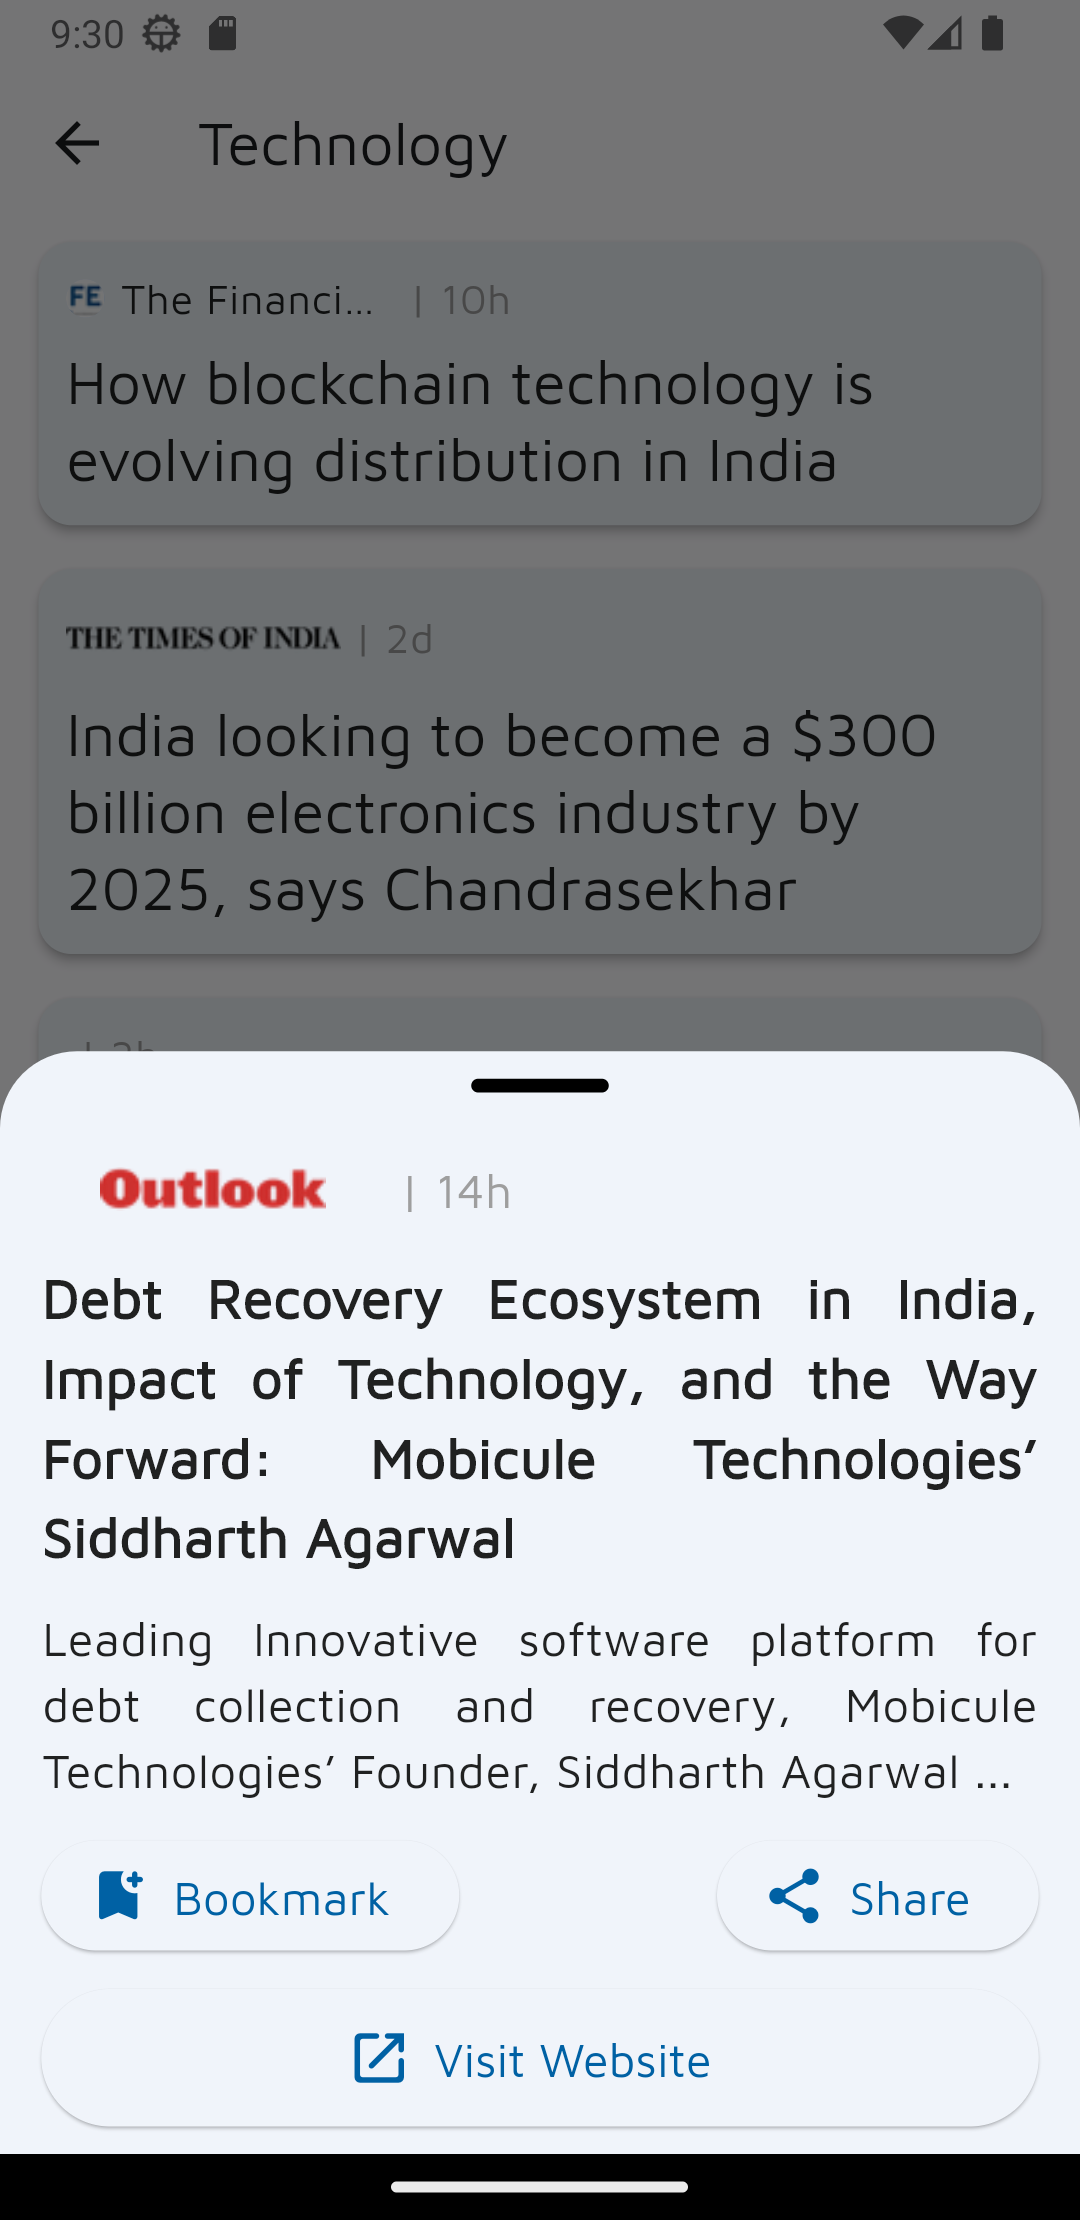 9:30
Technology
FE The Financi... | 10h
How blockchain technology is
evolving distribution in India
THE TIMES OF INDIA | 2d
India looking to become a $300
billion electronics industry by
2025, says Chandrasekhar
Outlook | 14h
Debt Recovery Ecosystem in India,
Impact of Technology, and the Way
Forward: Mobicule Technologies’
Siddharth Agarwal
Leading Innovative software platform for
debt collection and recovery, Mobicule
Technologies’ Founder, Siddharth Agarwal ...
Bookmark
Share
Visit Website